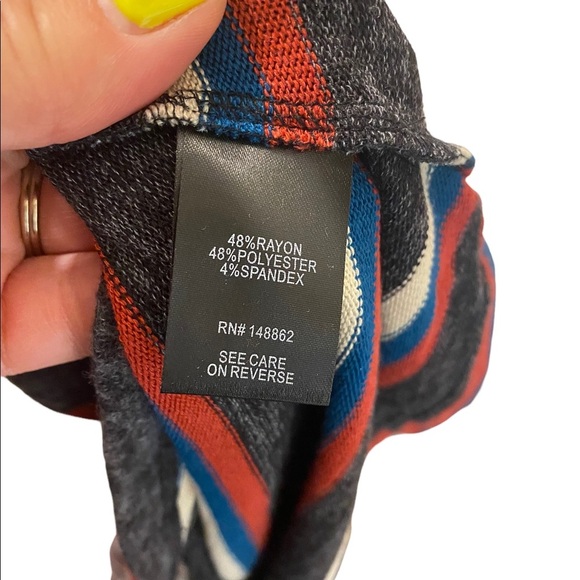 48%RAYON
48%POLYESTER
4%SPANDEX
RN# 148862
SEE CARE
ON REVERSE